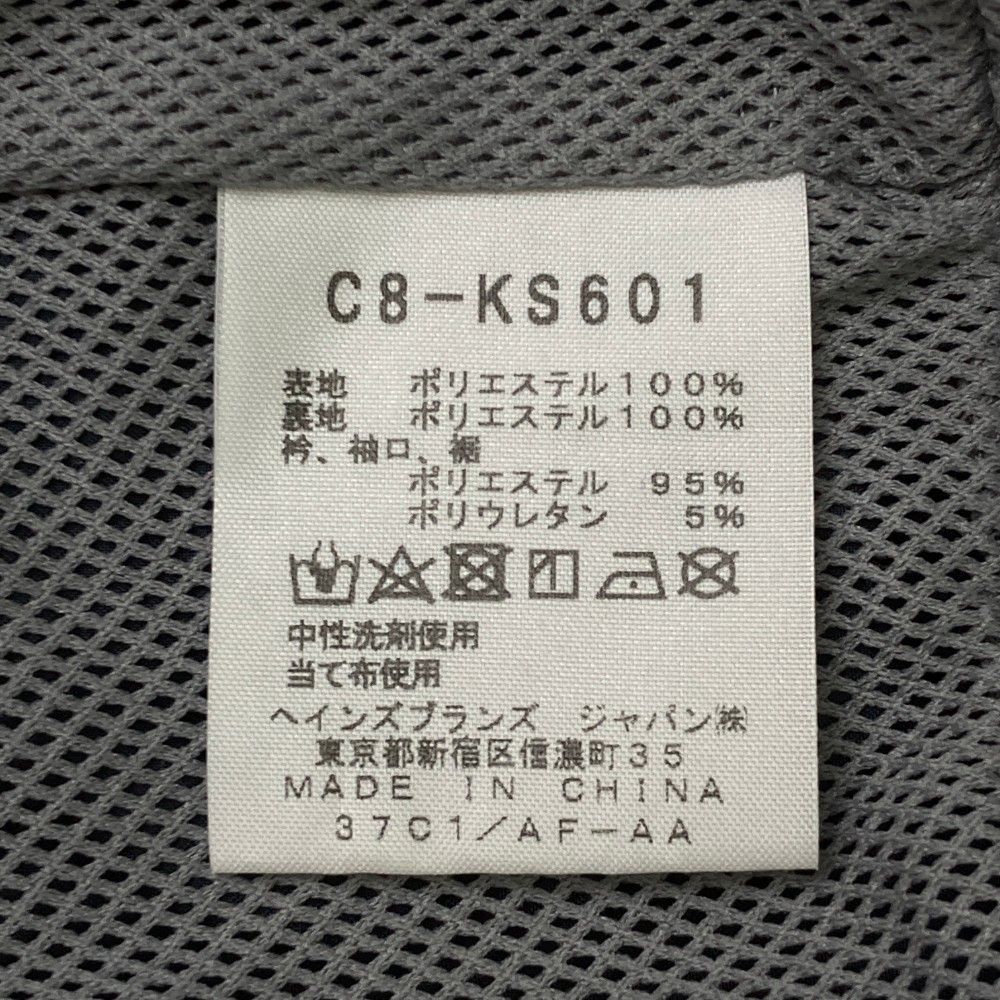 C8-KS601
表地 ポリエステル100%
裏地 ポリエステル100%
衿、袖口、裾
ポリエステル 95%
ポリウレタン 5%
中性洗剤使用
当て布使用
ヘインズブランズ ジャパン㈱
東京都新宿区信濃町35
MADE IN CHINA
37C1/AF-AA